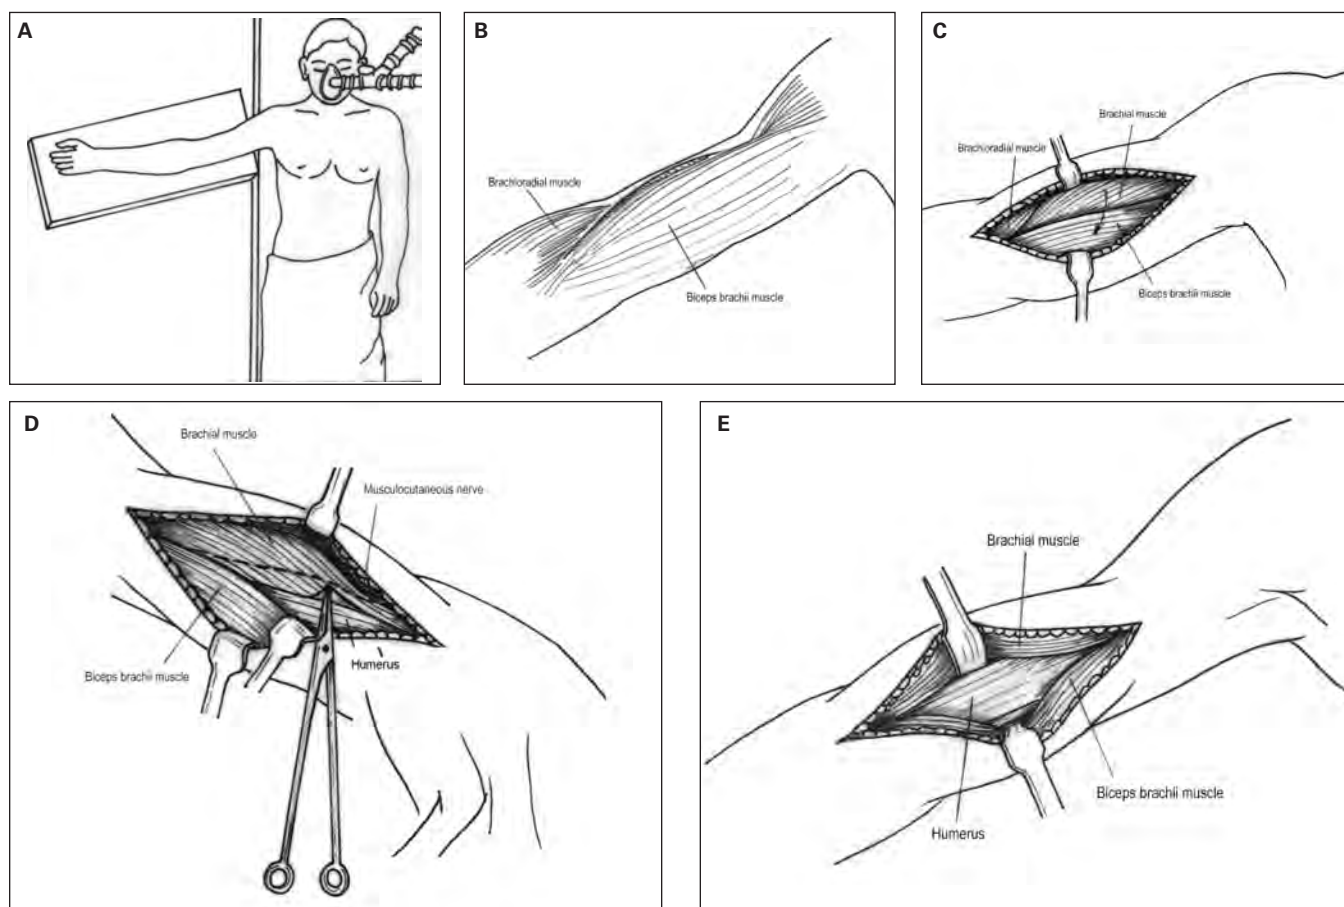 A
B
Brachioradial muscle
Biceps brachii muscle
C
Brachial muscle
Brachioradial muscle
Biceps brachii muscle
D
Brachial muscle
Musculocutaneous nerve
Humerus
Biceps brachii muscle
E
Brachial muscle
Biceps brachii muscle
Humerus